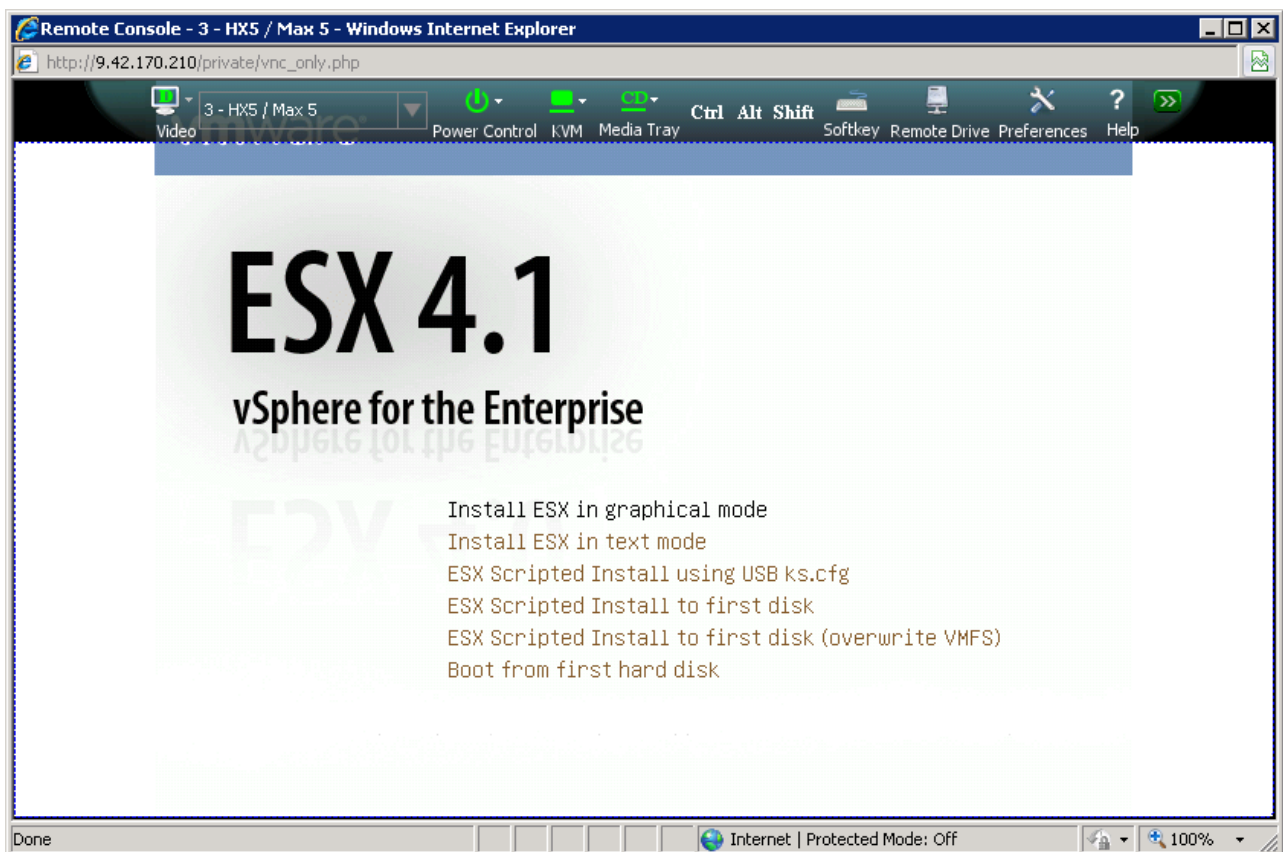 Remote Console - 3 - HX5 / Max 5 - Windows Internet Explorer
http://9.42.170.210/private/vnc_only.php
3 - HX5 / Max 5
vmware
Video Power Control KVM CD Media Tray Ctrl Alt Shift Softkey Remote Drive Preferences ? Help
ESX 4.1
vSphere for the Enterprise
Install ESX in graphical mode
Install ESX in text mode
ESX Scripted Install using USB ks.cfg
ESX Scripted Install to first disk
ESX Scripted Install to first disk (overwrite VMFS)
Boot from first hard disk
Done Internet | Protected Mode: Off 100%